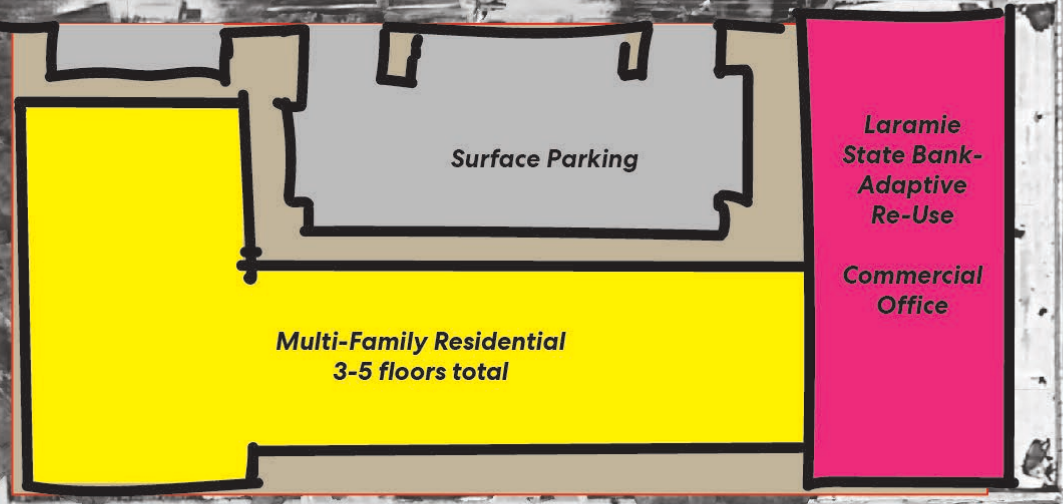 Surface Parking
Laramie
State Bank-
Adaptive
Re-Use
Commercial
Office
Multi-Family Residential
3-5 floors total